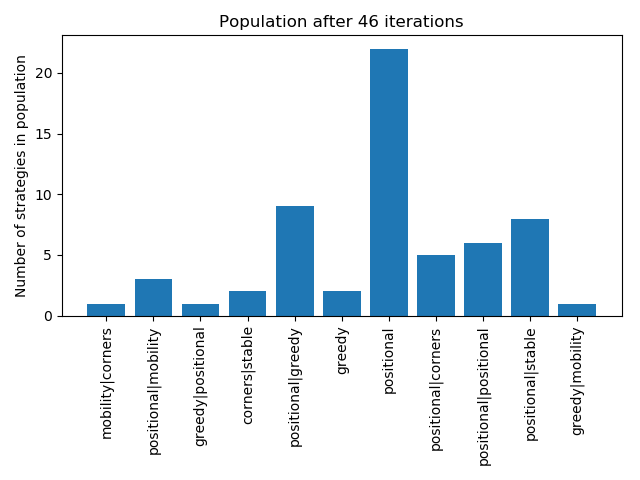 Population after 46 iterations
Number of strategies in population
20
15
10
5
0
mobility|corners
positional|mobility
greedy|positional
corners|stable
positional|greedy
greedy
positional
positional|corners
positional|positional
positional|stable
greedy|mobility